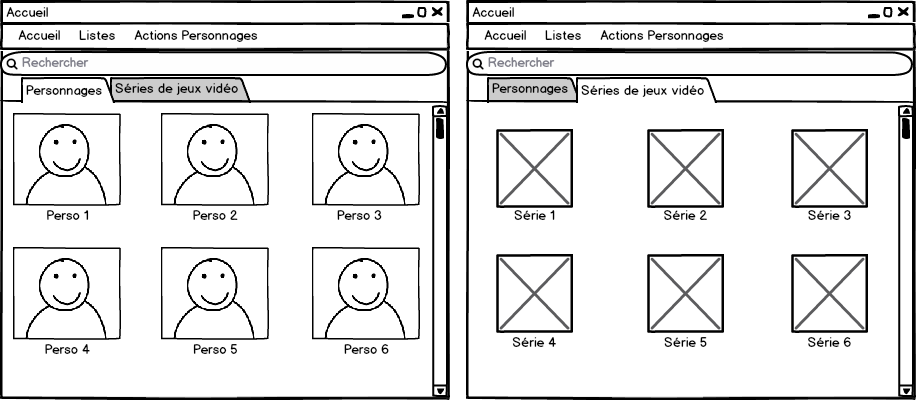 Accueil
Accueil Listes Actions Personnages
Rechercher
Personnages Séries de jeux vidéo
Perso 1 Perso 2 Perso 3
Perso 4 Perso 5 Perso 6
Accueil
Accueil Listes Actions Personnages
Rechercher
Personnages Séries de jeux vidéo
Série 1 Série 2 Série 3
Série 4 Série 5 Série 6